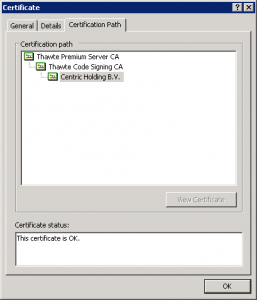 Certificate
General Details Certification Path
Certification path
Thawte Premium Server CA
Thawte Code Signing CA
Centric Holding B.V.
View Certificate
Certificate status:
This certificate is OK.
OK